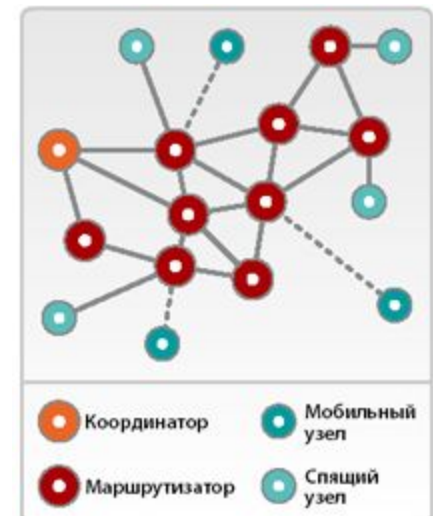 Координатор
Мобильный
узел
Маршрутизатор
Спящий
узел